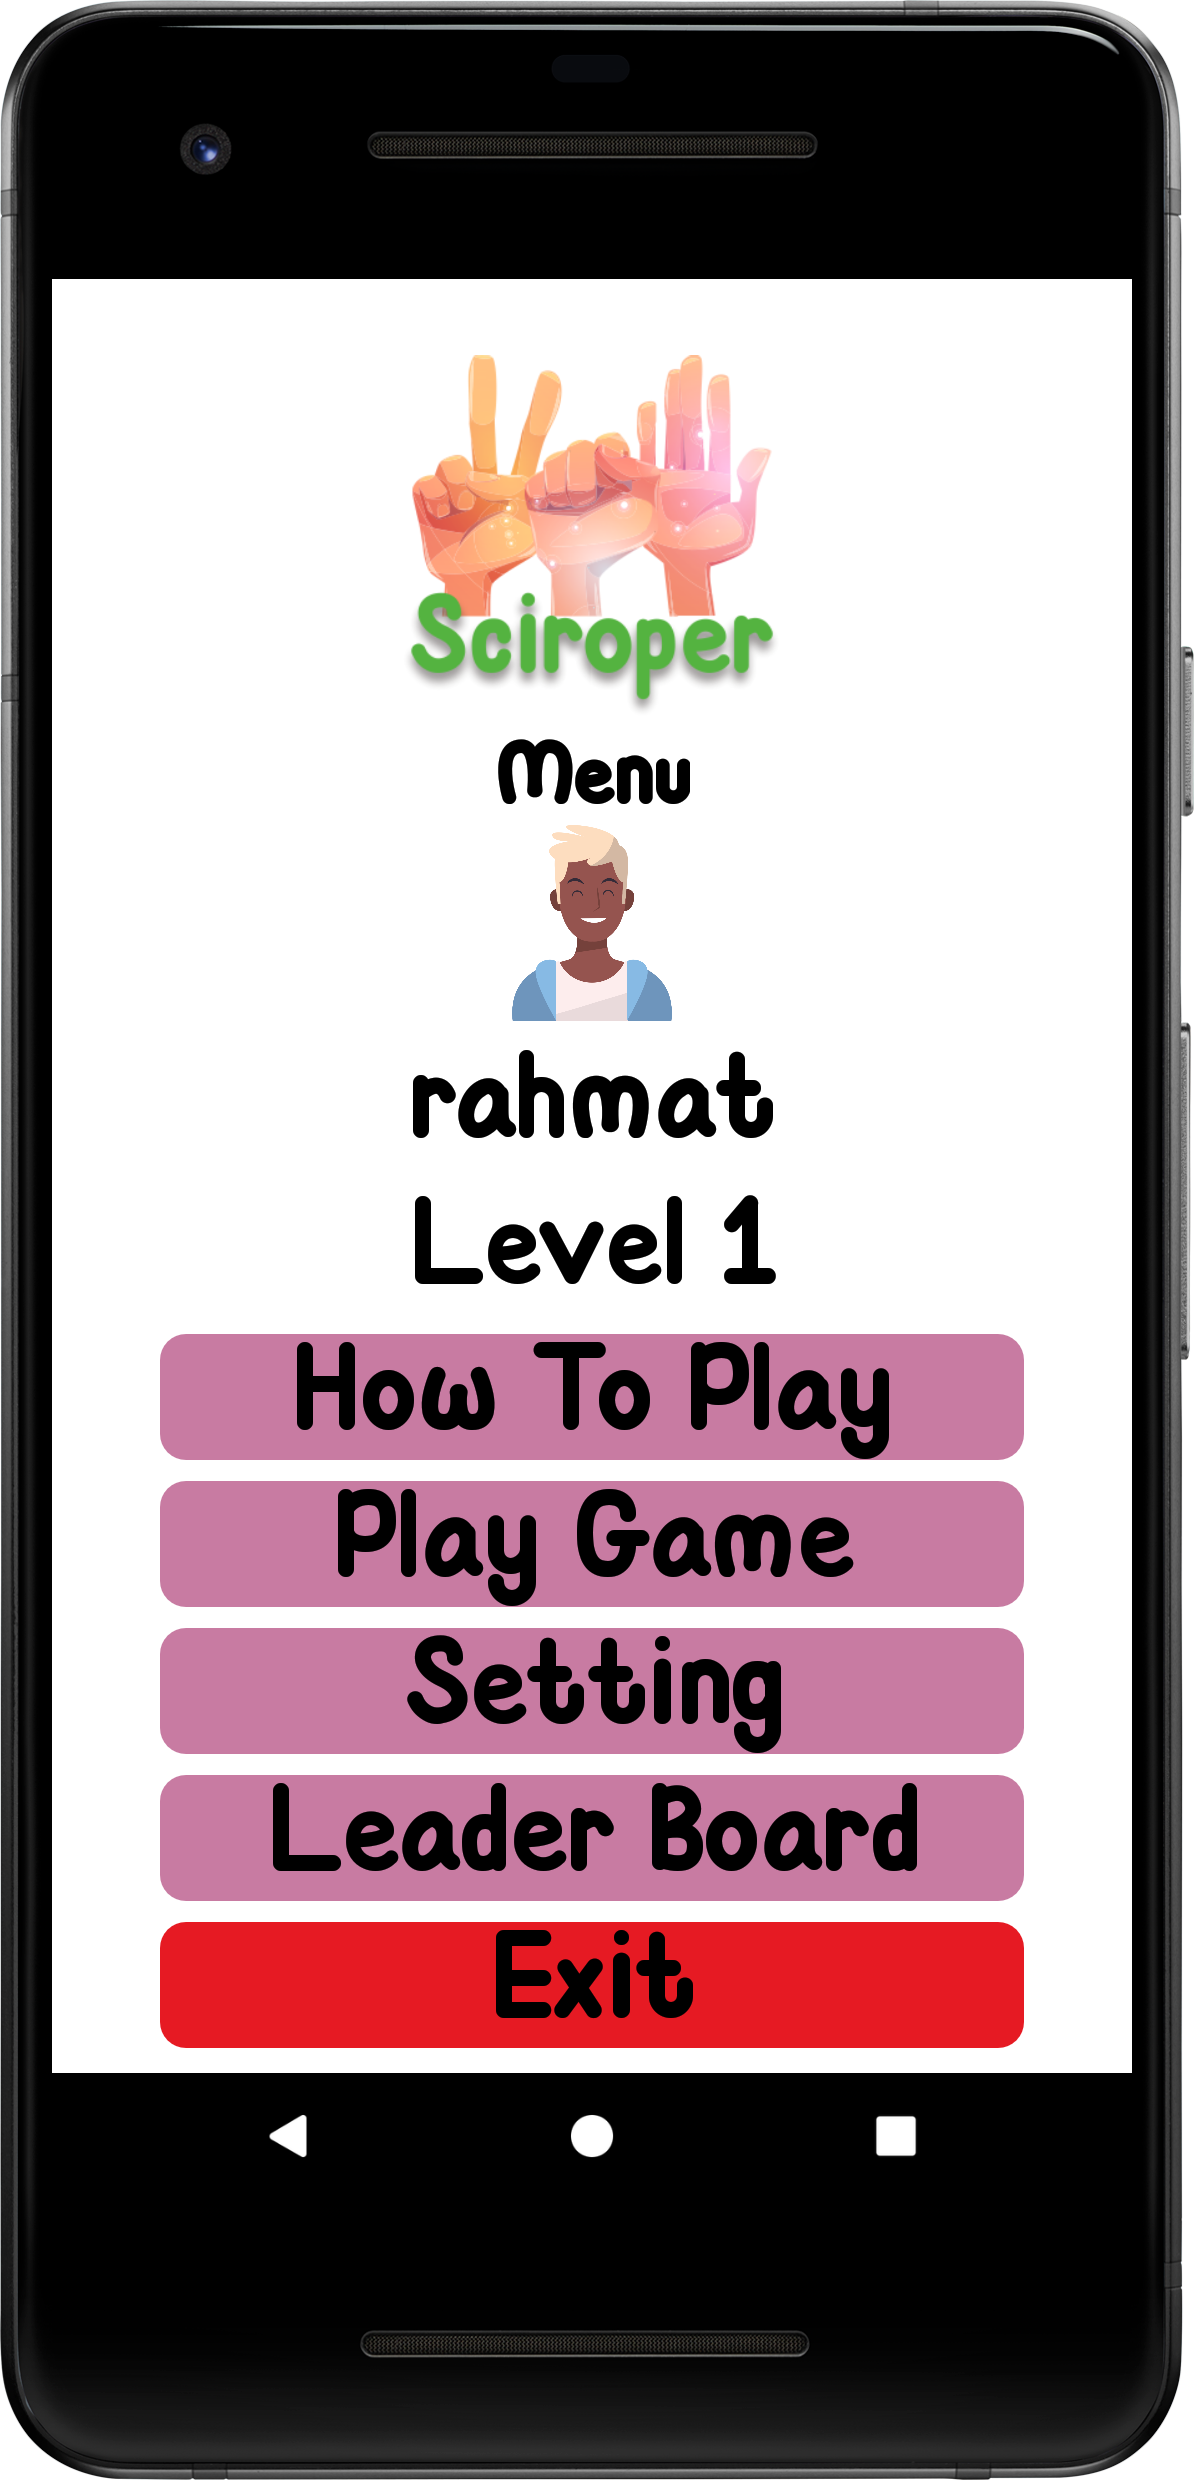 Sciroper
Menu
rahmat
Level 1
How To Play
Play Game
Setting
Leader Board
Exit